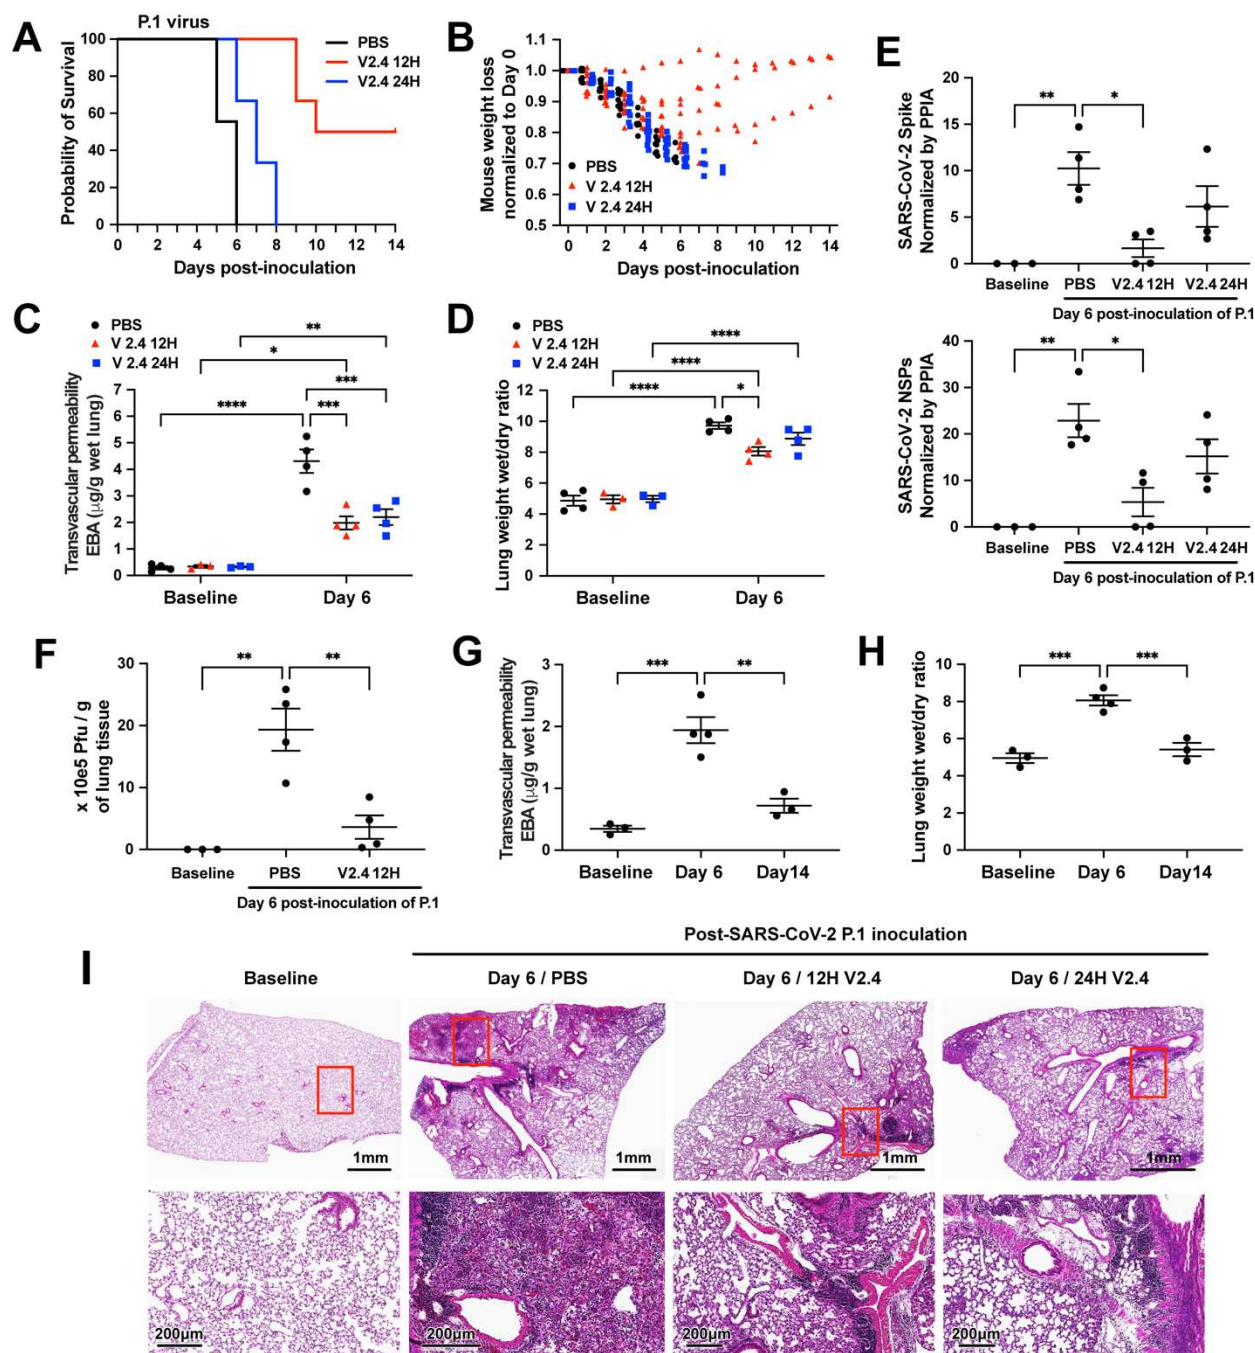 A
P.1 virus
Probability of Survival
100
80
60
40
20
0
0 2 4 6 8 10 12 14
Days post-inoculation
PBS
V2.4 12H
V2.4 24H
B
Mouse weight loss
normalized to Day 0
1.1
1.0
0.9
0.8
0.7
0.6
0.5
PBS
V 2.4 12H
V 2.4 24H
0 2 4 6 8 10 12 14
Days post-inoculation
E
SARS-CoV-2 Spike
Normalized by PPIA
20
15
10
5
0
** *
Baseline PBS V2.4 12H V2.4 24H
Day 6 post-inoculation of P.1
SARS-CoV-2 NSPs
Normalized by PPIA
50
40
30
20
10
0
** *
Baseline PBS V2.4 12H V2.4 24H
Day 6 post-inoculation of P.1
C
PBS
V 2.4 12H
V 2.4 24H
Transvascular permeability
EBA (μg/g wet lung)
7
6
5
4
3
2
1
0
**
*
***
**** ***
Baseline Day 6
D
PBS
V 2.4 12H
V 2.4 24H
Lung weight wet/dry ratio
12
10
8
6
4
2
0
****
****
**** *
Baseline Day 6
F
x 10e5 Pfu / g
of lung tissue
30
20
10
0
** **
Baseline PBS V2.4 12H
Day 6 post-inoculation of P.1
G
Transvascular permeability
EBA (μg/g wet lung)
3
2
1
0
*** **
Baseline Day 6 Day14
H
Lung weight wet/dry ratio
10
8
6
4
2
0
*** ***
Baseline Day 6 Day14
I
Post-SARS-CoV-2 P.1 inoculation
Baseline Day 6 / PBS Day 6 / 12H V2.4 Day 6 / 24H V2.4
1mm 1mm 1mm 1mm
200μm 200μm 200μm 200μm